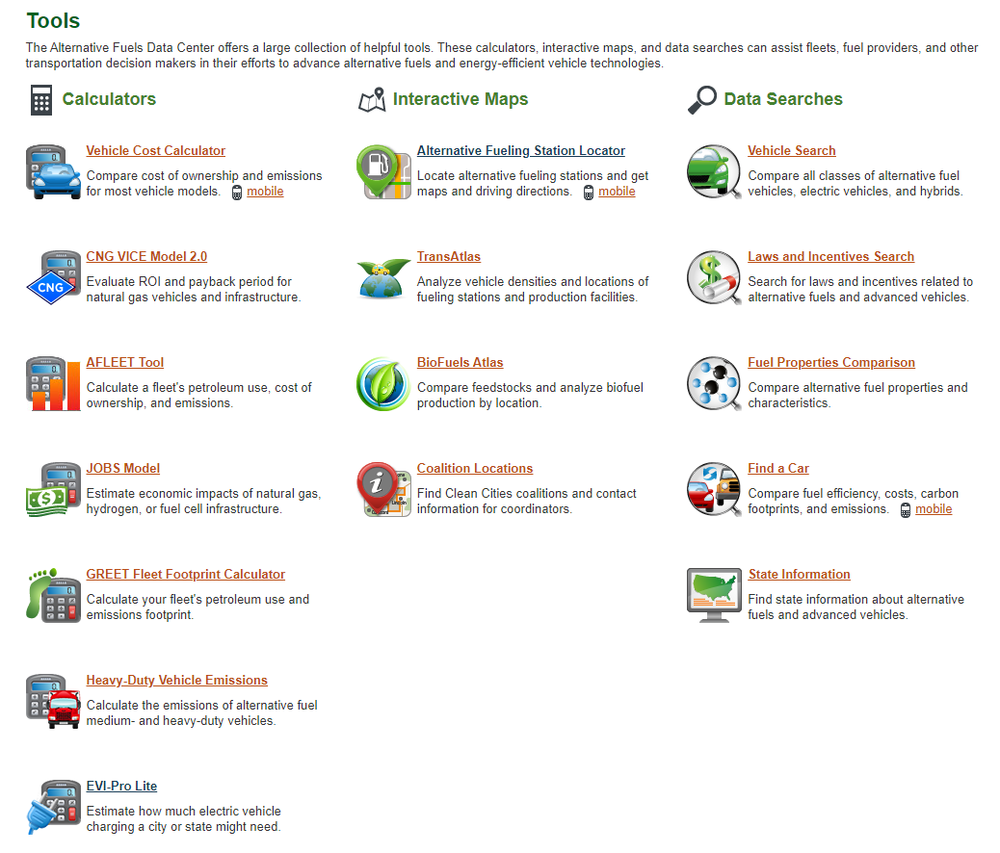 Tools
The Alternative Fuels Data Center offers a large collection of helpful tools. These calculators, interactive maps, and data searches can assist fleets, fuel providers, and other
transportation decision makers in their efforts to advance alternative fuels and energy-efficient vehicle technologies.
Calculators
Vehicle Cost Calculator
Compare cost of ownership and emissions
for most vehicle models. mobile
CNG VICE Model 2.0
CNG
Evaluate ROI and payback period for
natural gas vehicles and infrastructure.
AFLEET Tool
Calculate a fleet's petroleum use, cost of
ownership, and emissions.
JOBS Model
Estimate economic impacts of natural gas,
hydrogen, or fuel cell infrastructure.
GREET Fleet Footprint Calculator
Calculate your fleet's petroleum use and
emissions footprint.
Heavy-Duty Vehicle Emissions
Calculate the emissions of alternative fuel
medium- and heavy-duty vehicles.
EVI-Pro Lite
Estimate how much electric vehicle
charging a city or state might need.
Interactive Maps
Alternative Fueling Station Locator
Locate alternative fueling stations and get
maps and driving directions. mobile
TransAtlas
Analyze vehicle densities and locations of
fueling stations and production facilities.
BioFuels Atlas
Compare feedstocks and analyze biofuel
production by location.
Coalition Locations
Find Clean Cities coalitions and contact
information for coordinators.
Data Searches
Vehicle Search
Compare all classes of alternative fuel
vehicles, electric vehicles, and hybrids.
Laws and Incentives Search
Search for laws and incentives related to
alternative fuels and advanced vehicles.
Fuel Properties Comparison
Compare alternative fuel properties and
characteristics.
Find a Car
Compare fuel efficiency, costs, carbon
footprints, and emissions. mobile
State Information
Find state information about alternative
fuels and advanced vehicles.